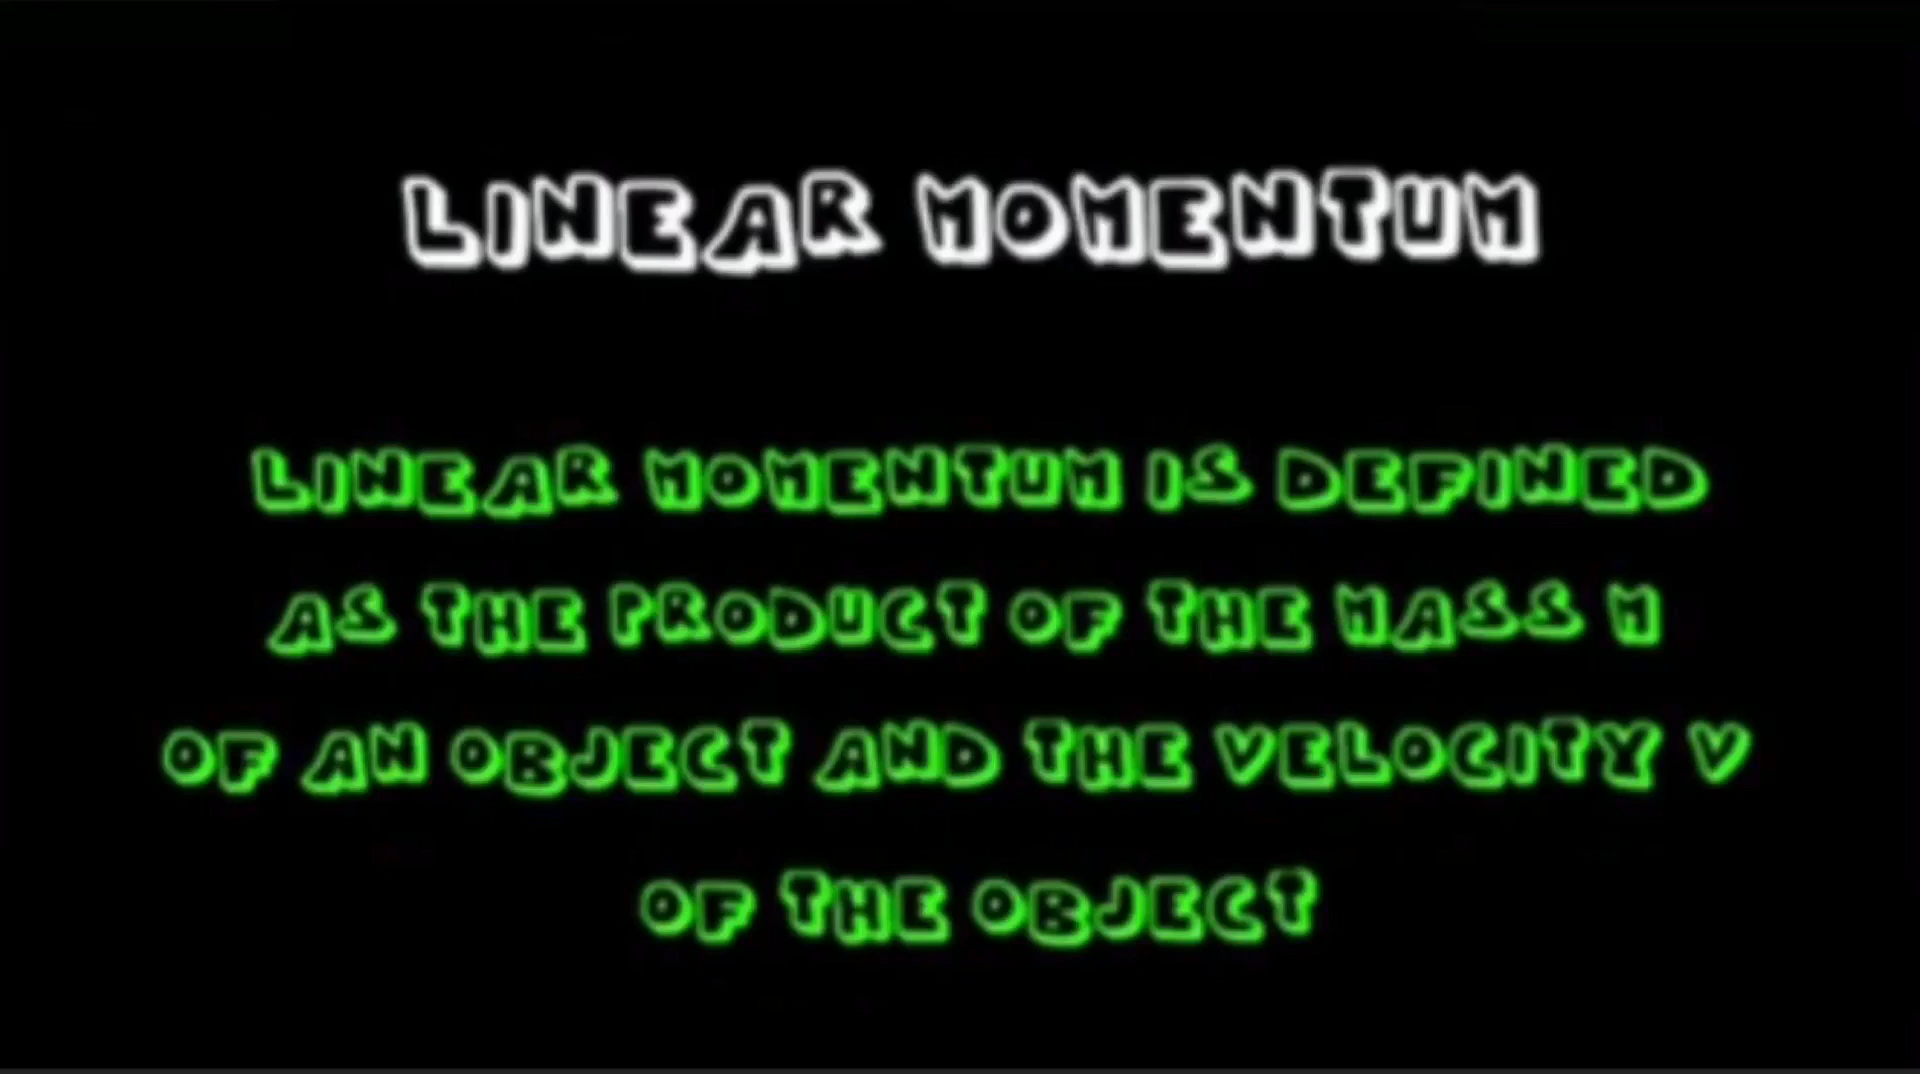 LINEAR MOMENTUM
LINEAR MOMENTUM IS DEFINED
AS THE PRODUCT OF THE MASS M
OF AN OBJECT AND THE VELOCITY V
OF THE OBJECT